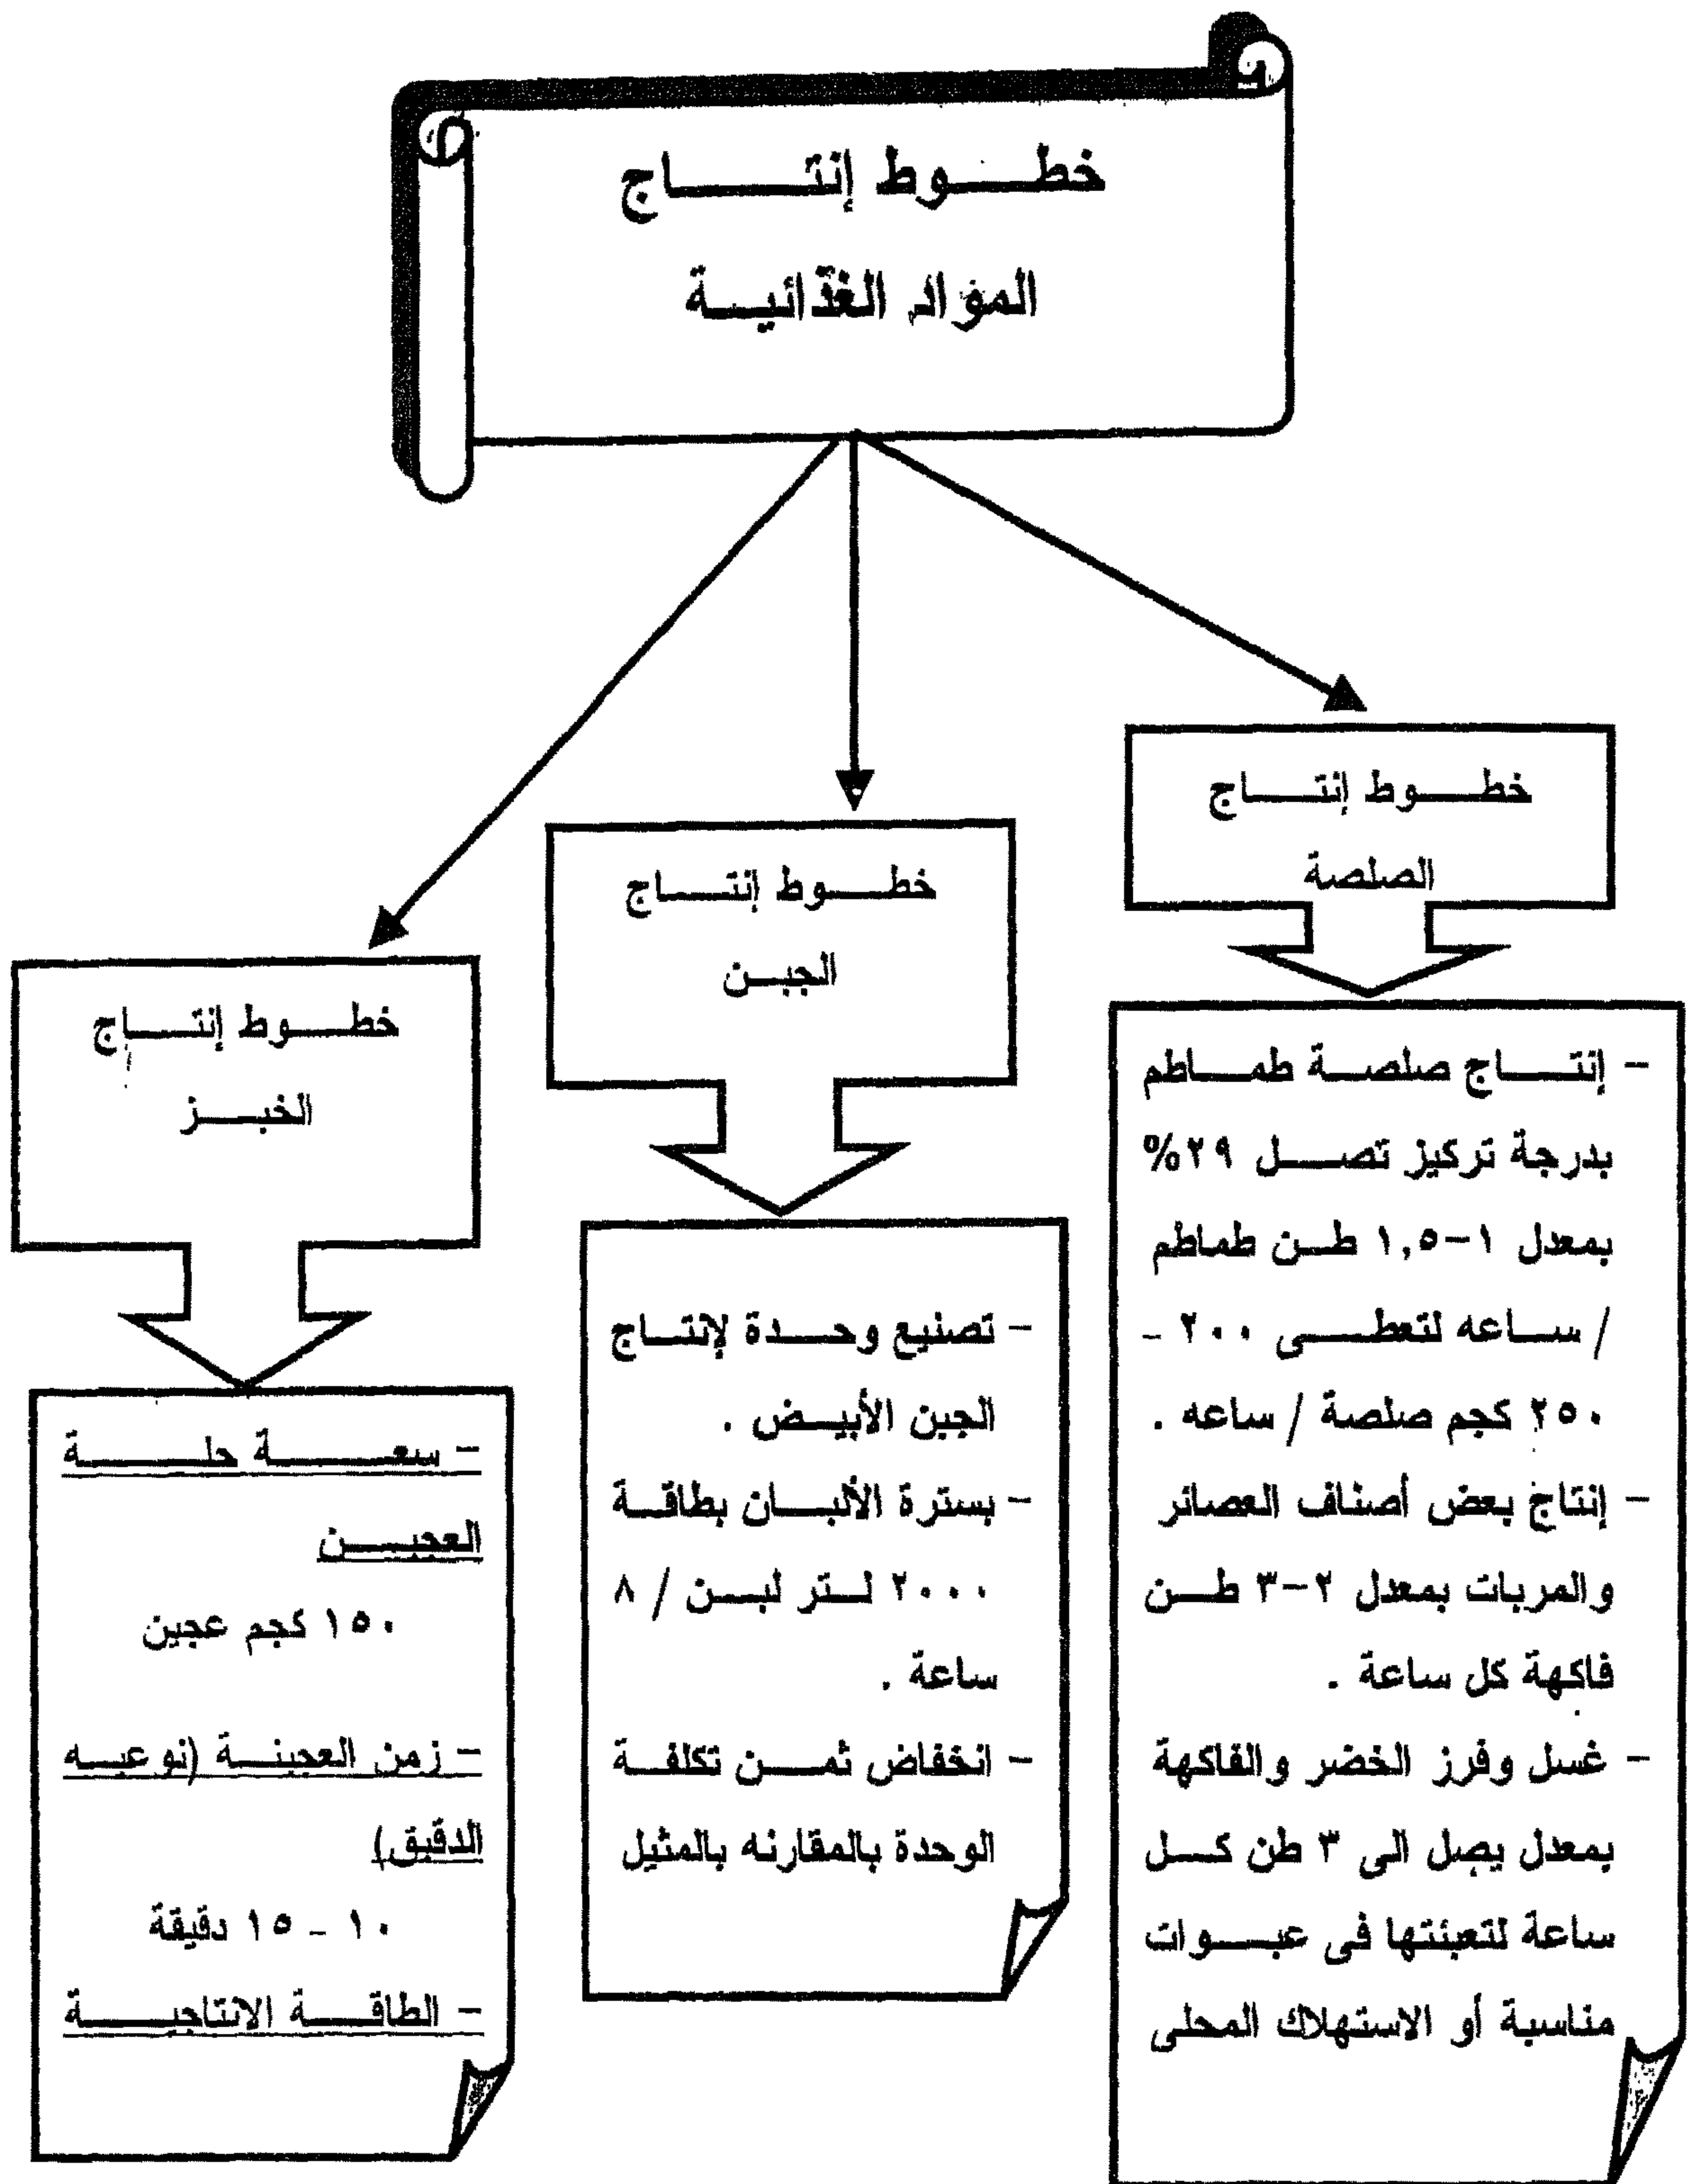 خطوط إنتاج
المواد الغذائية
خطوط إنتاج
الصلصة
- إنتاج صلصة طماطم
بدرجة تركيز تصل ٢٩%
بمعدل ١-١,٥ طن طماطم
/ ساعه لتعطى ٢٠٠ -
٢٥٠ كجم صلصة / ساعه .
- إنتاج بعض أصناف العصائر
والمربات بمعدل ٢-٣ طن
فاكهة كل ساعة .
- غسل وفرز الخضر والفاكهة
بمعدل يصل الى ٣ طن كل
ساعة لتعبئتها فى عبوات
مناسبة أو الاستهلاك المحلى
خطوط إنتاج
الجبن
- تصنيع وحدة لإنتاج
الجبن الأبيض .
- بسترة الألبان بطاقة
٢٠٠٠ لتر لبن / ٨
ساعة .
- انخفاض ثمن تكلفة
الوحدة بالمقارنه بالمثيل
خطوط إنتاج
الخبز
- سعة حلة
العجين
١٥٠ كجم عجين
- زمن العجينة (نوعيه
الدقيق)
١٠ - ١٥ دقيقة
- الطاقة الانتاجية